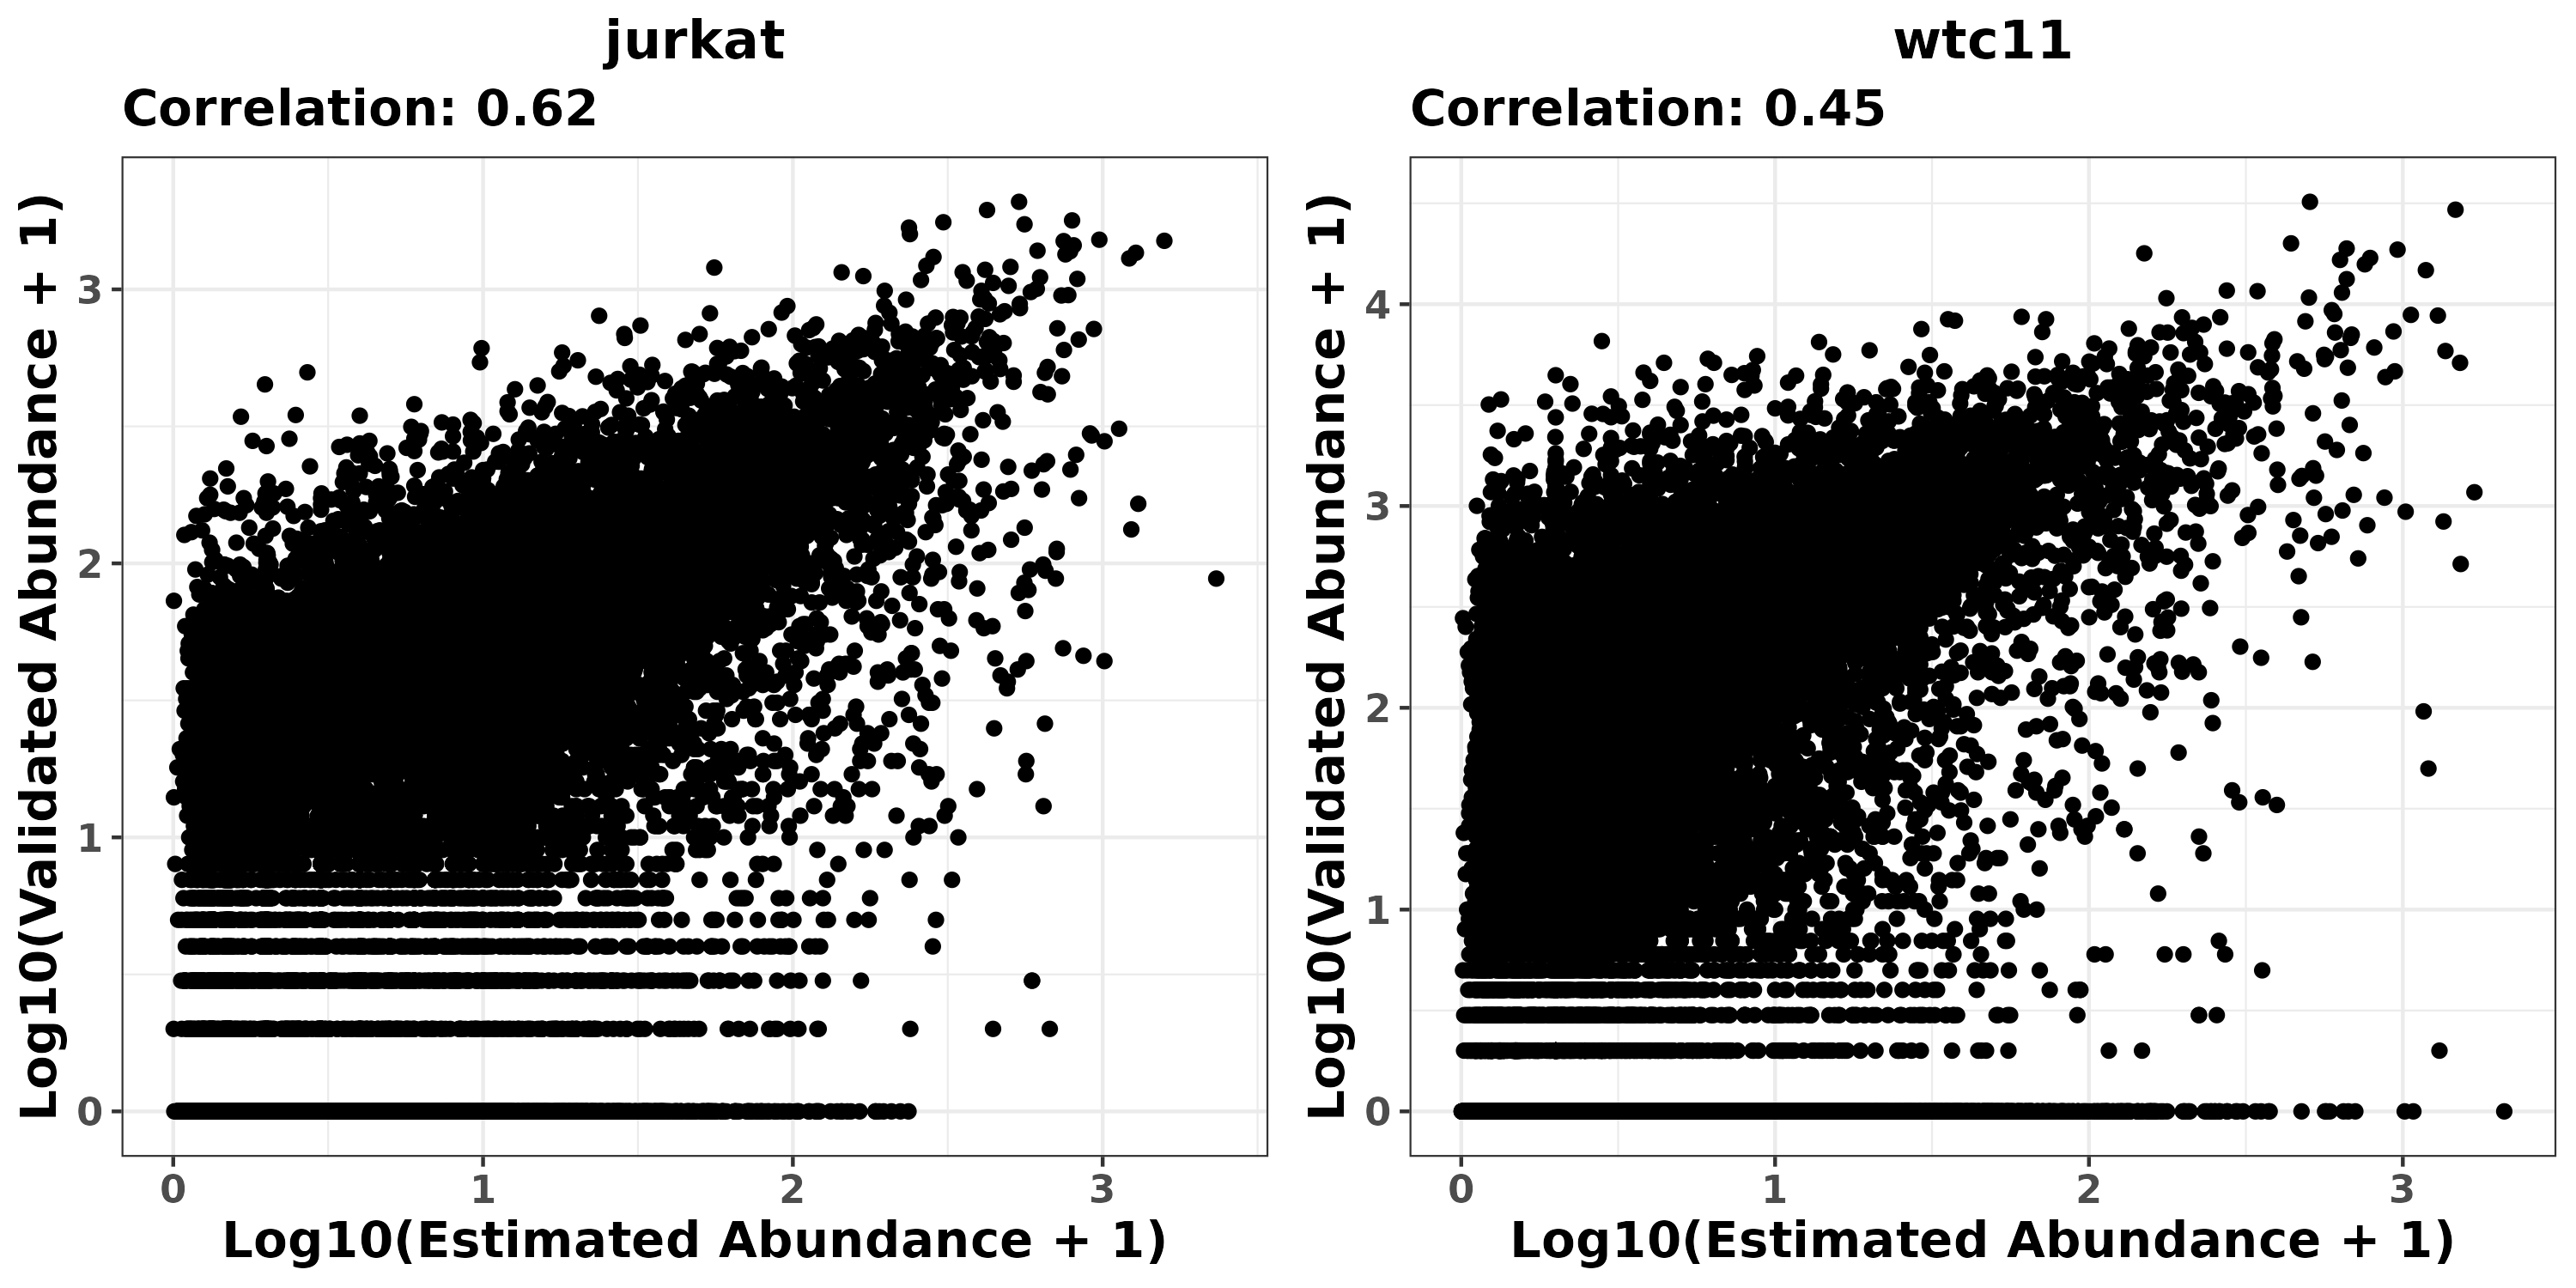 jurkat
Correlation: 0.62
Log10(Validated Abundance + 1)
3
2
1
0
0 1 2 3
Log10(Estimated Abundance + 1)
wtc11
Correlation: 0.45
Log10(Validated Abundance + 1)
4
3
2
1
0
0 1 2 3
Log10(Estimated Abundance + 1)